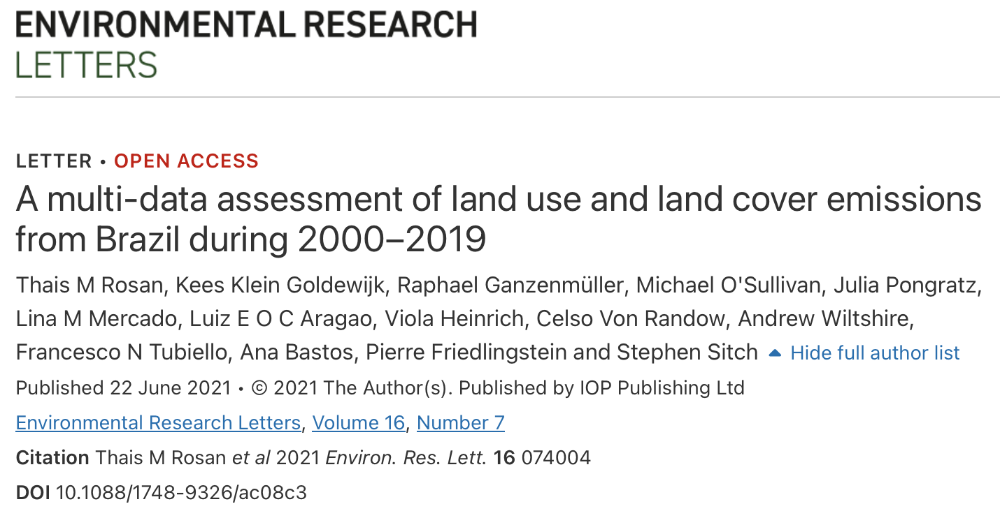 ENVIRONMENTAL RESEARCH
LETTERS
LETTER • OPEN ACCESS
A multi-data assessment of land use and land cover emissions
from Brazil during 2000–2019
Thais M Rosan, Kees Klein Goldewijk, Raphael Ganzenmüller, Michael O'Sullivan, Julia Pongratz,
Lina M Mercado, Luiz E O C Aragao, Viola Heinrich, Celso Von Randow, Andrew Wiltshire,
Francesco N Tubiello, Ana Bastos, Pierre Friedlingstein and Stephen Sitch ▲ Hide full author list
Published 22 June 2021 • © 2021 The Author(s). Published by IOP Publishing Ltd
Environmental Research Letters, Volume 16, Number 7
Citation Thais M Rosan et al 2021 Environ. Res. Lett. 16 074004
DOI 10.1088/1748-9326/ac08c3